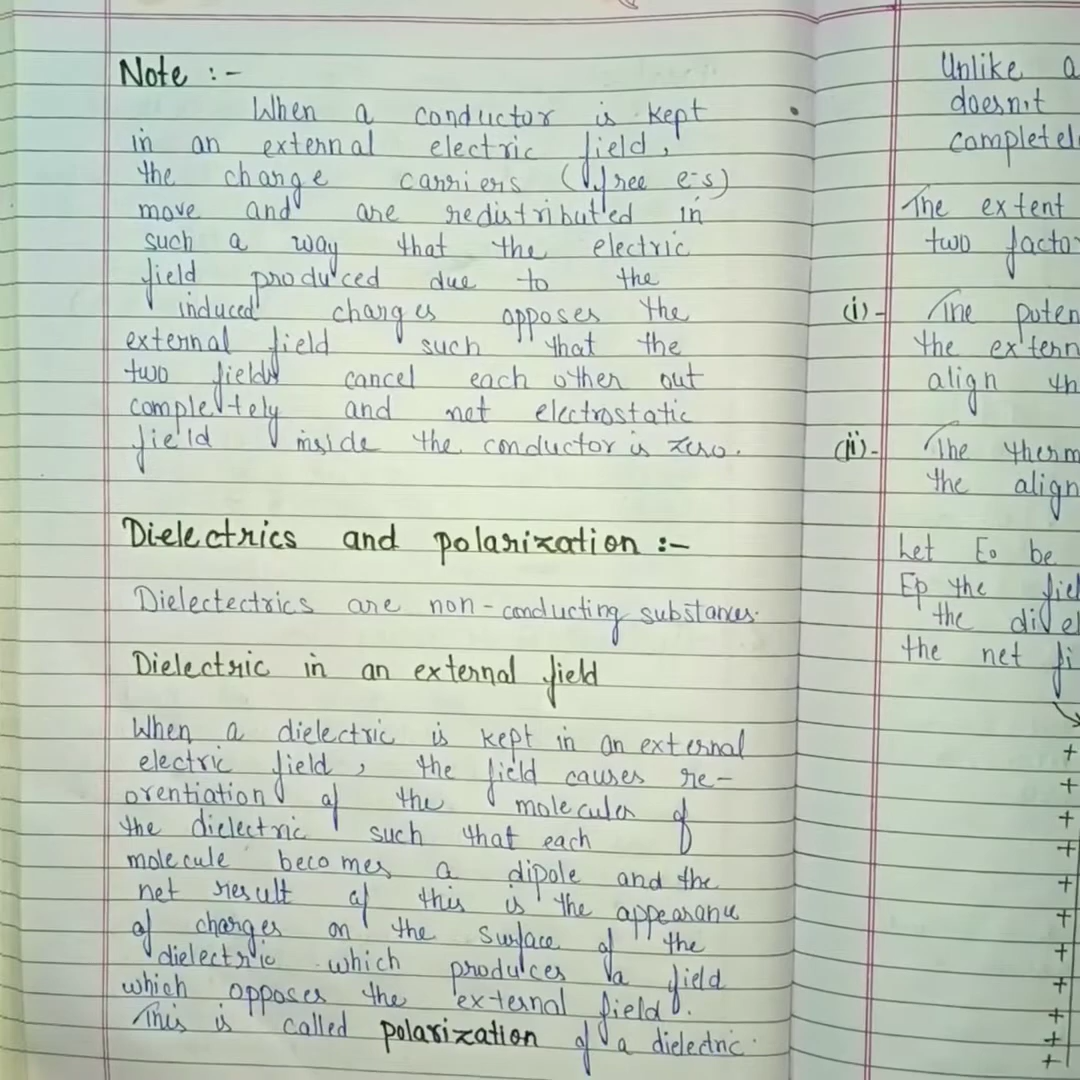 Note :-
When a conductor is kept
in an external electric field,
the charge carriers (free e-s)
move and are redistributed in
such a way that the electric
field produced due to the
induced charges opposes the
external field such that the
two fields cancel each other out
completely and net electrostatic
field inside the conductor is zero.
Dielectrics and polarization :-
Dielectectrics are non-conducting substances.
Dielectric in an external field
When a dielectric is kept in an external
electric field, the field causes re-
orentiation of the molecules of
the dielectric such that each
molecule becomes a dipole and the
net result of this is the appearance
of charges on the surface of the
dielectric which produces a field
which opposes the external field.
This is called polarization of a dielectric.
Unlike a
doesn't
completel
The extent
two facto
(i)- The poten
the extern
align th
(ii)- The therm
the align
Let E₀ be
Ep the fiel
the diel
the net fi
+
+
+
+
+
+
+
+
+
+
+